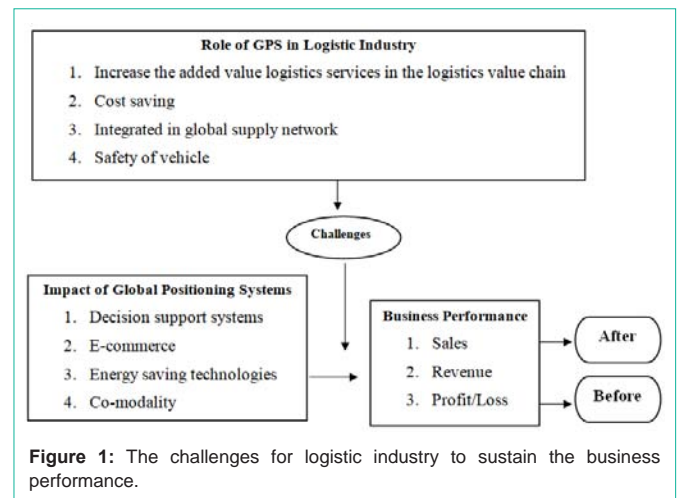 Role of GPS in Logistic Industry
1. Increase the added value logistics services in the logistics value chain
2. Cost saving
3. Integrated in global supply network
4. Safety of vehicle
Challenges
Impact of Global Positioning Systems
1. Decision support systems
2. E-commerce
3. Energy saving technologies
4. Co-modality
Business Performance
1. Sales
2. Revenue
3. Profit/Loss
After
Before
Figure 1: The challenges for logistic industry to sustain the business
performance.